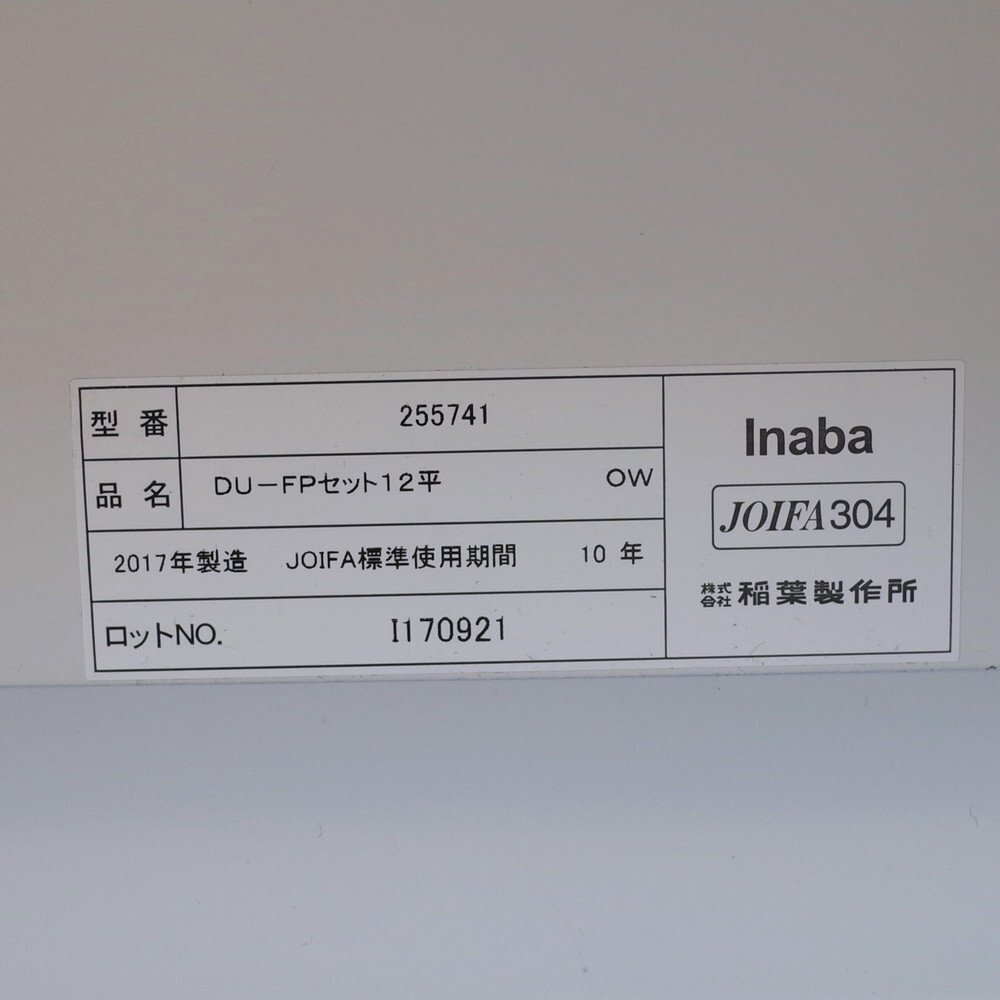 型番 255741
品名 DU－FPセット12平 OW
2017年製造 JOIFA標準使用期間 10年
ロットNO. I170921
Inaba
JOIFA304
株式会社 稲葉製作所